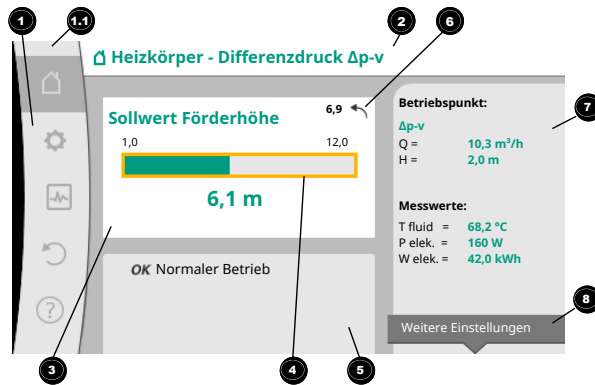 1
1.1
2
6
Heizkörper - Differenzdruck Δp-v
Sollwert Förderhöhe
6,9
1,0
12,0
6,1 m
OK Normaler Betrieb
Betriebspunkt:
Δp-v
Q = 10,3 m³/h
H = 2,0 m
Messwerte:
T fluid = 68,2 °C
P elek. = 160 W
W elek. = 42,0 kWh
Weitere Einstellungen
7
8
3
4
5